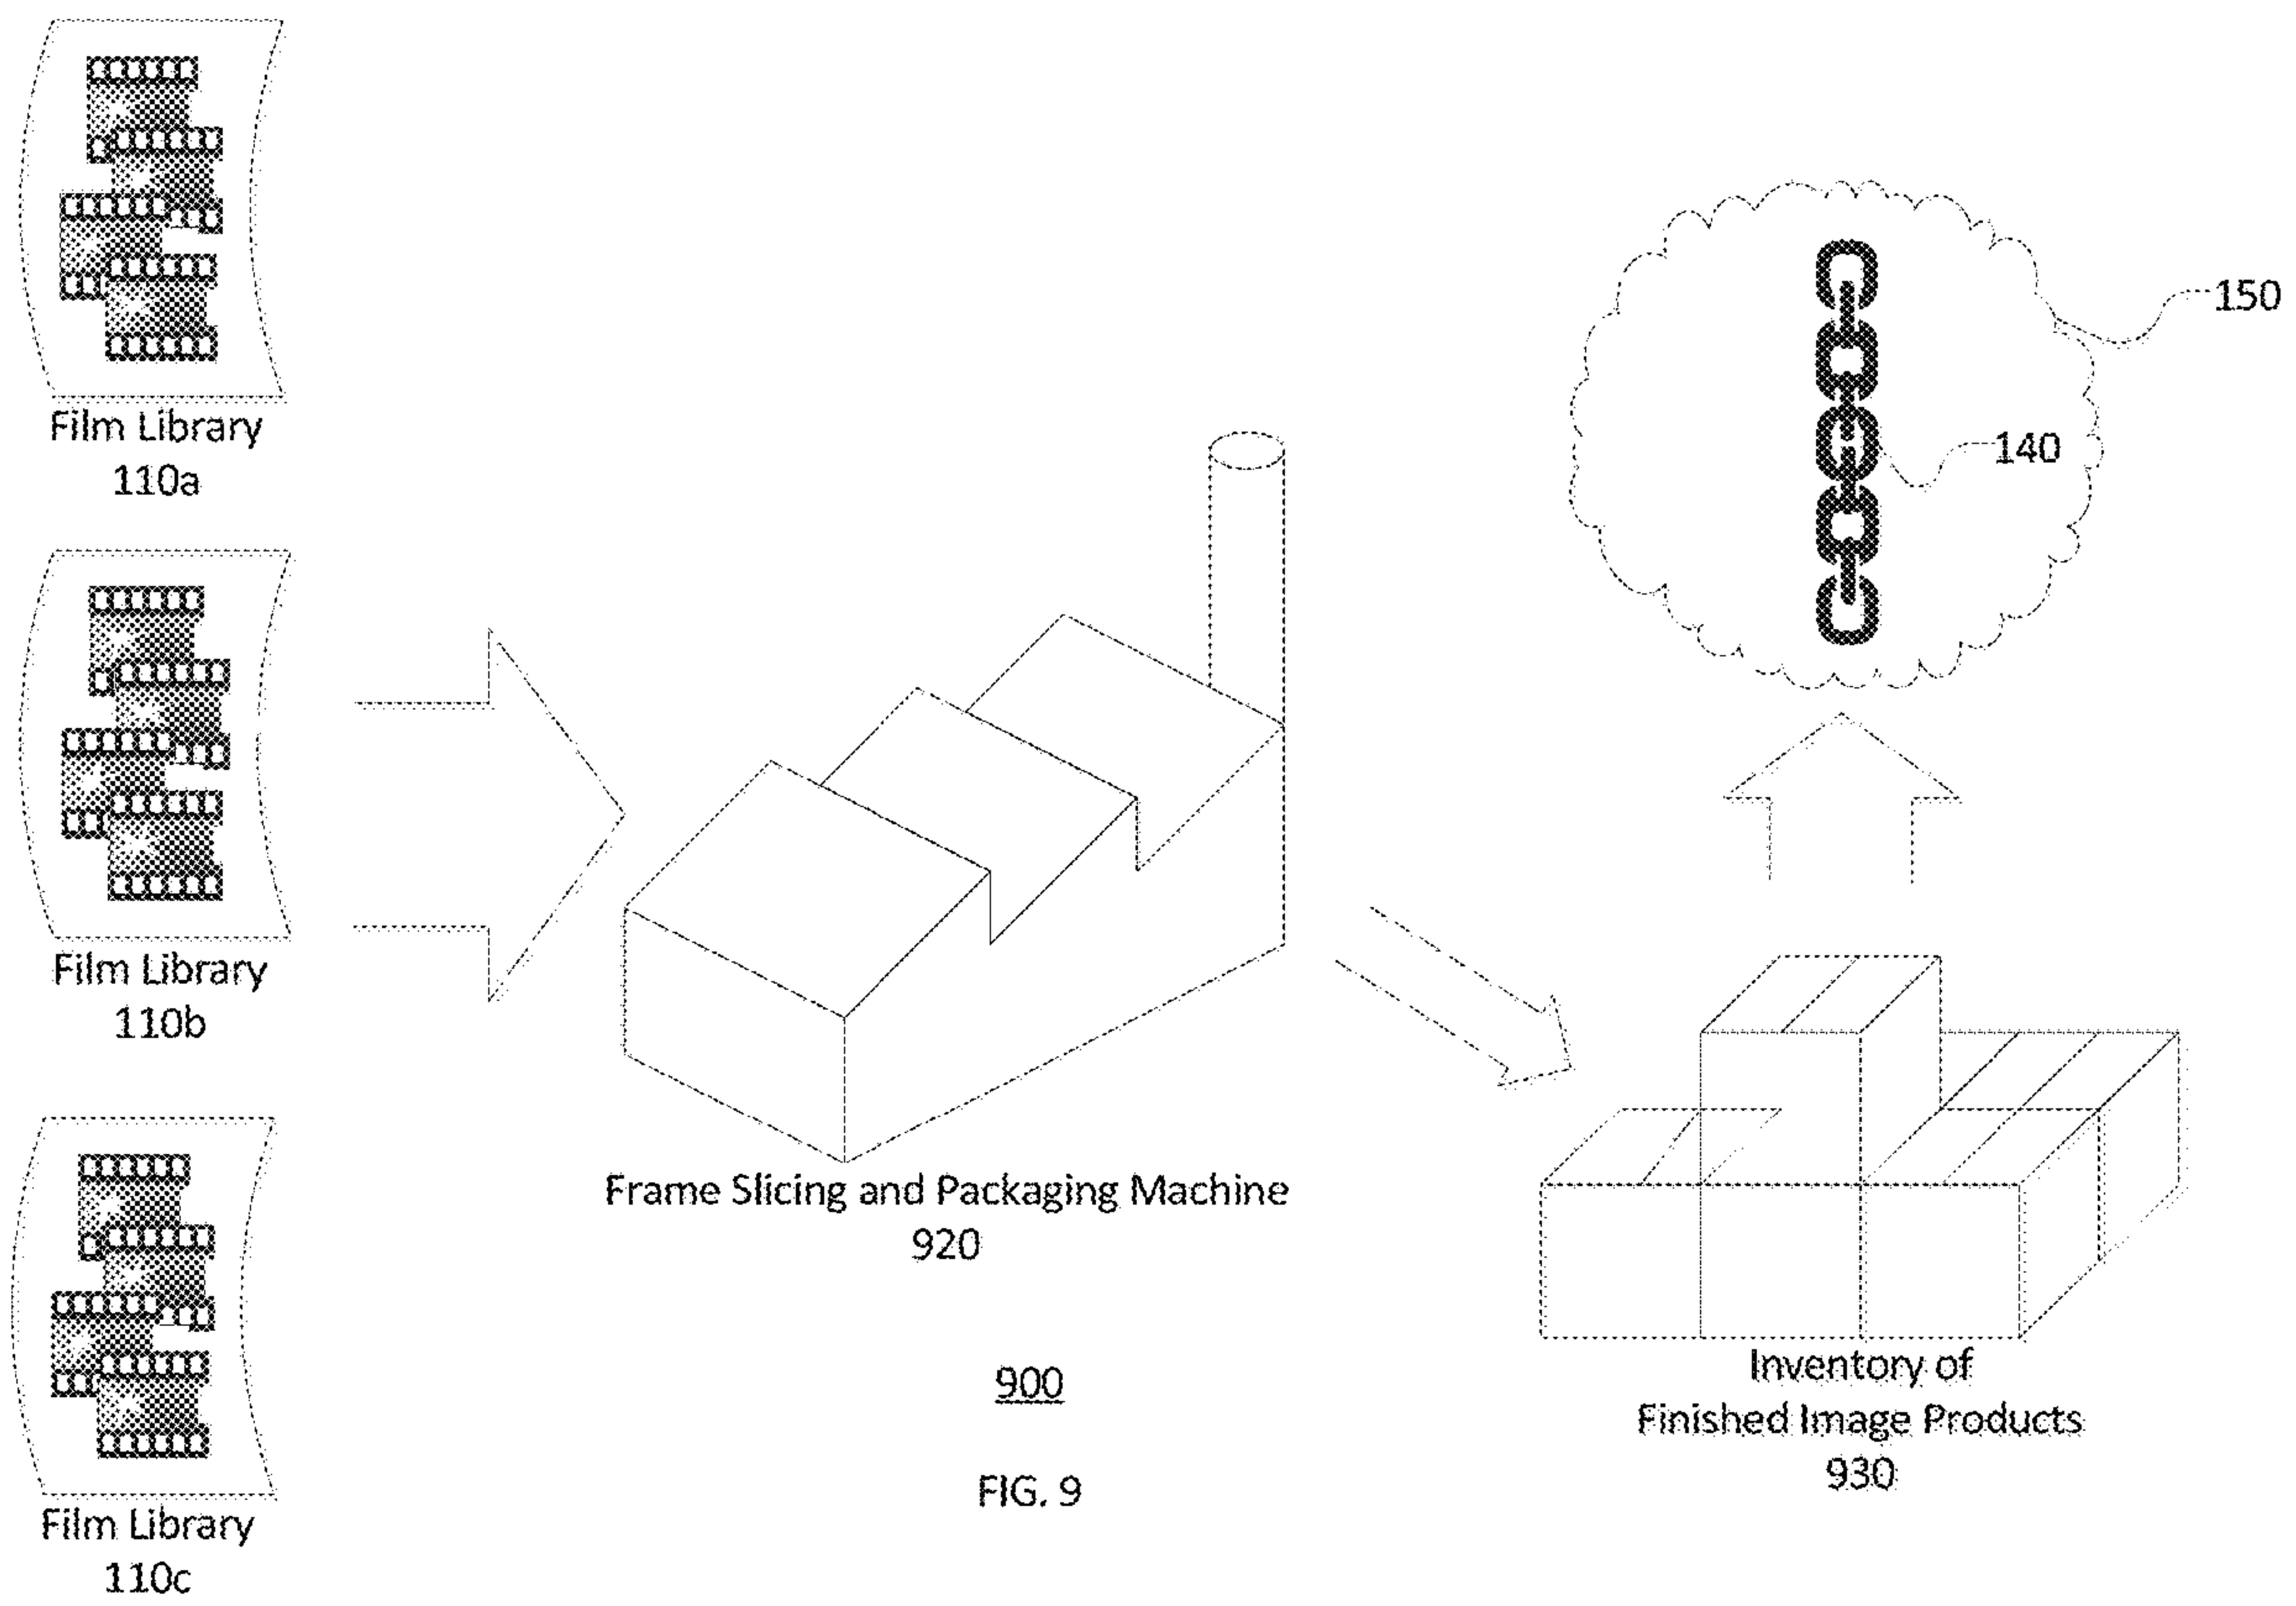 Film Library
110a
Film Library
110b
Film Library
110c
Frame Slicing and Packaging Machine
920
150
140
Inventory of
Finished Image Products
930
900
FIG. 9